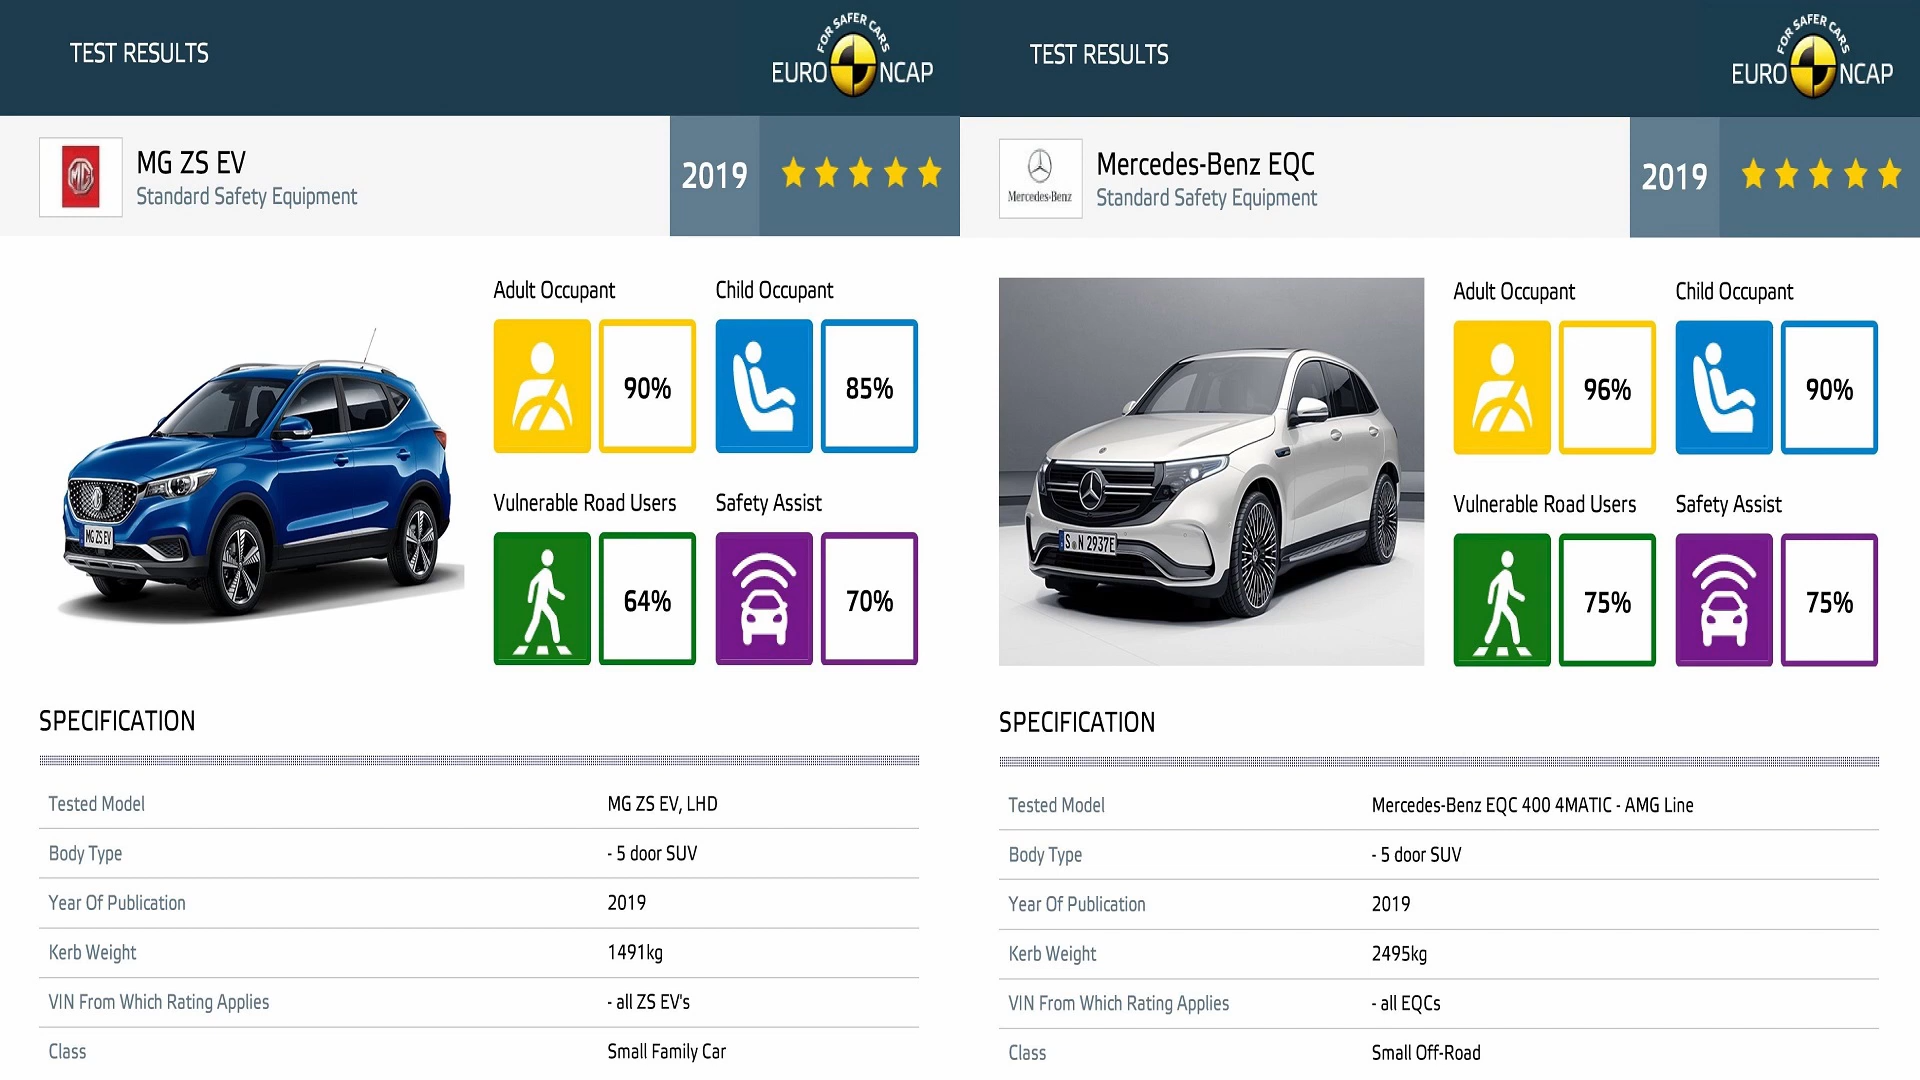 TEST RESULTS
FOR SAFER CARS
EURO NCAP
MG
MG ZS EV
Standard Safety Equipment
2019
Adult Occupant
Child Occupant
90%
85%
Vulnerable Road Users
Safety Assist
64%
70%
MG ZS EV
SPECIFICATION
Tested Model MG ZS EV, LHD
Body Type - 5 door SUV
Year Of Publication 2019
Kerb Weight 1491kg
VIN From Which Rating Applies - all ZS EV's
Class Small Family Car
TEST RESULTS
FOR SAFER CARS
EURO NCAP
Mercedes-Benz
Mercedes-Benz EQC
Standard Safety Equipment
2019
Adult Occupant
Child Occupant
96%
90%
Vulnerable Road Users
Safety Assist
75%
75%
S N 2937E
SPECIFICATION
Tested Model Mercedes-Benz EQC 400 4MATIC - AMG Line
Body Type - 5 door SUV
Year Of Publication 2019
Kerb Weight 2495kg
VIN From Which Rating Applies - all EQCs
Class Small Off-Road